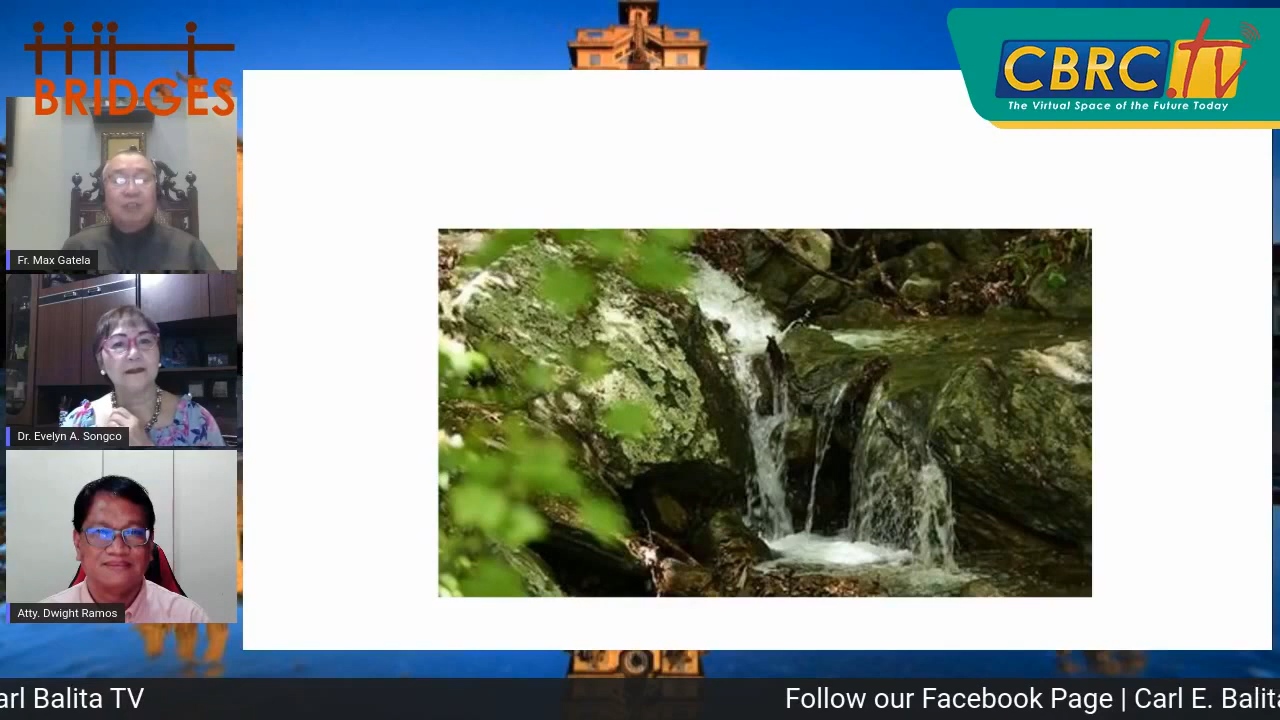 BRIDGES
CBRC.tv
The Virtual Space of the Future Today
Fr. Max Gatela
Dr. Evelyn A. Songco
Atty. Dwight Ramos
arl Balita TV
Follow our Facebook Page | Carl E. Balita